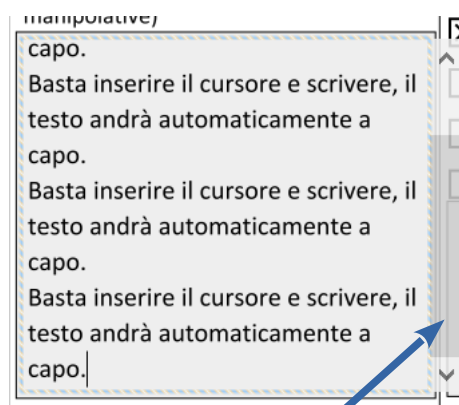 manipolative)
capo.
Basta inserire il cursore e scrivere, il
testo andrà automaticamente a
capo.
Basta inserire il cursore e scrivere, il
testo andrà automaticamente a
capo.
Basta inserire il cursore e scrivere, il
testo andrà automaticamente a
capo.